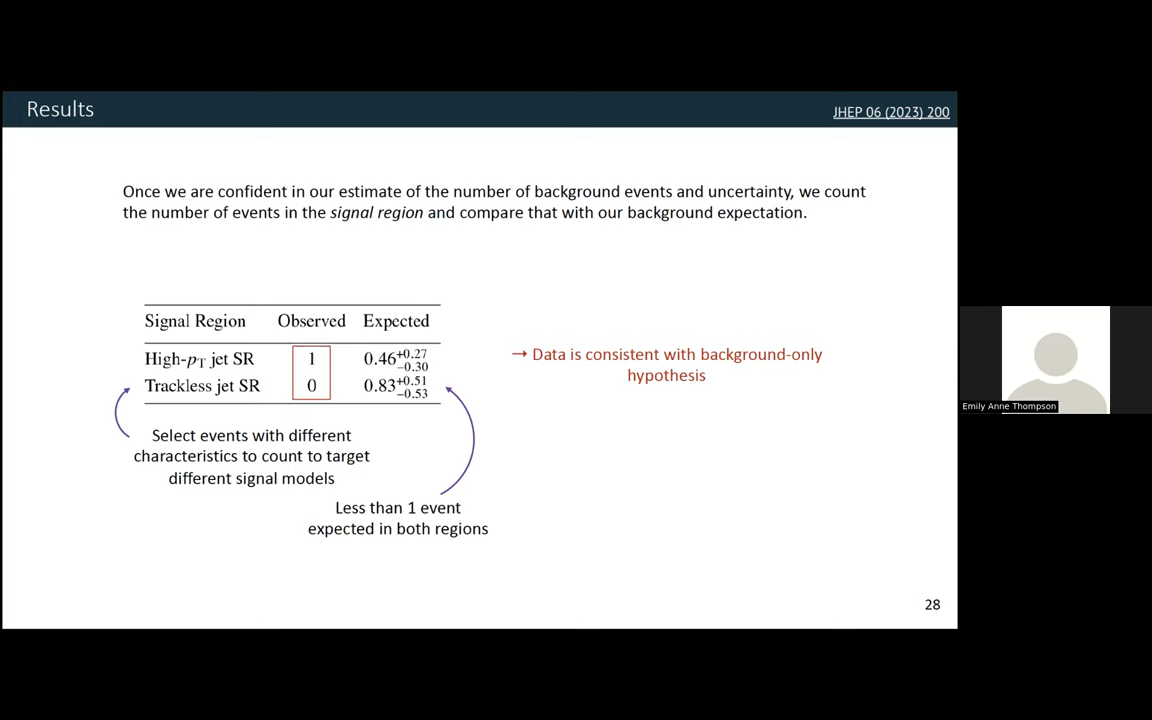 Results
JHEP 06 (2023) 200
Once we are confident in our estimate of the number of background events and uncertainty, we count
the number of events in the signal region and compare that with our background expectation.
Signal Region Observed Expected
High-pT jet SR 1 0.46+0.27 −0.30
Trackless jet SR 0 0.83+0.51 −0.53
→ Data is consistent with background-only
hypothesis
Select events with different
characteristics to count to target
different signal models
Less than 1 event
expected in both regions
28
Emily Anne Thompson